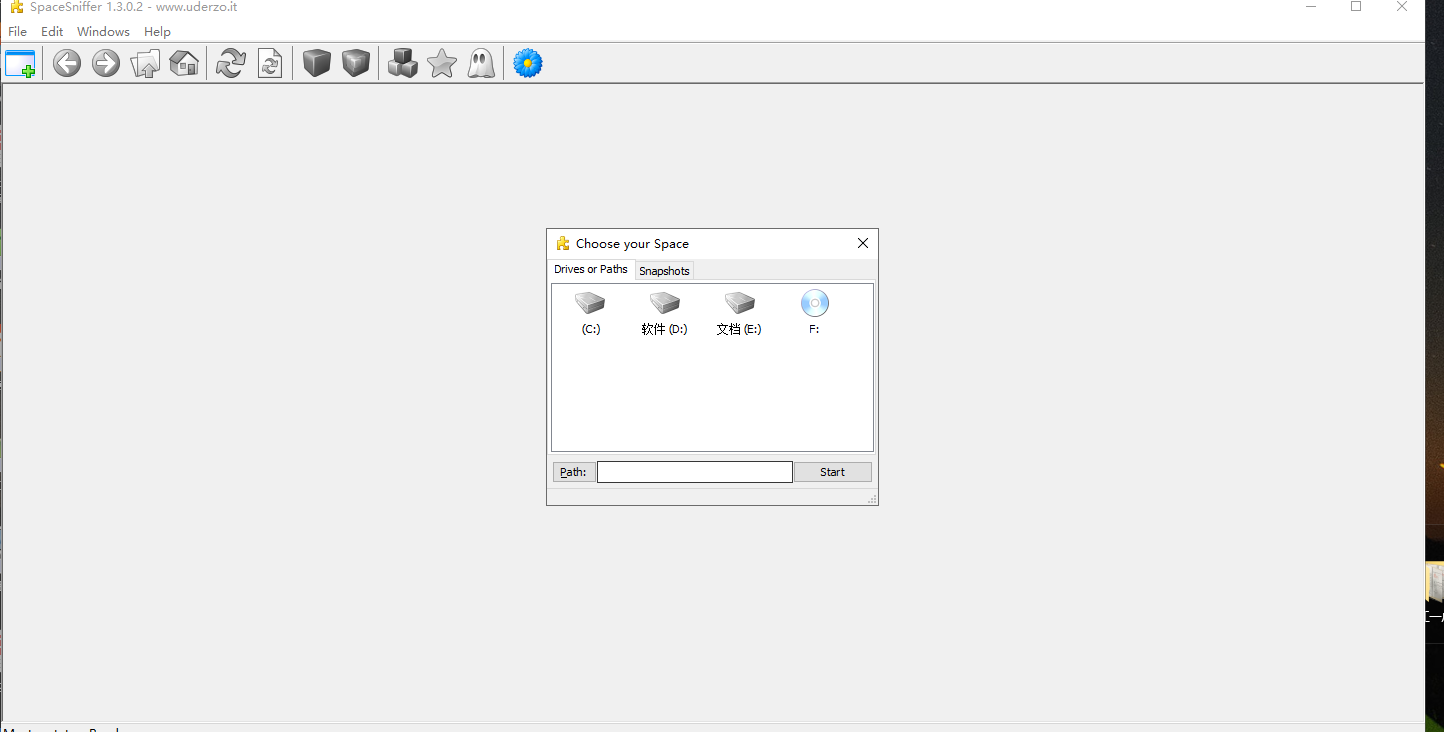 SpaceSniffer 1.3.0.2 - www.uderzo.it
File Edit Windows Help
Choose your Space
Drives or Paths Snapshots
(C:) 软件 (D:) 文档 (E:) F:
Path: Start